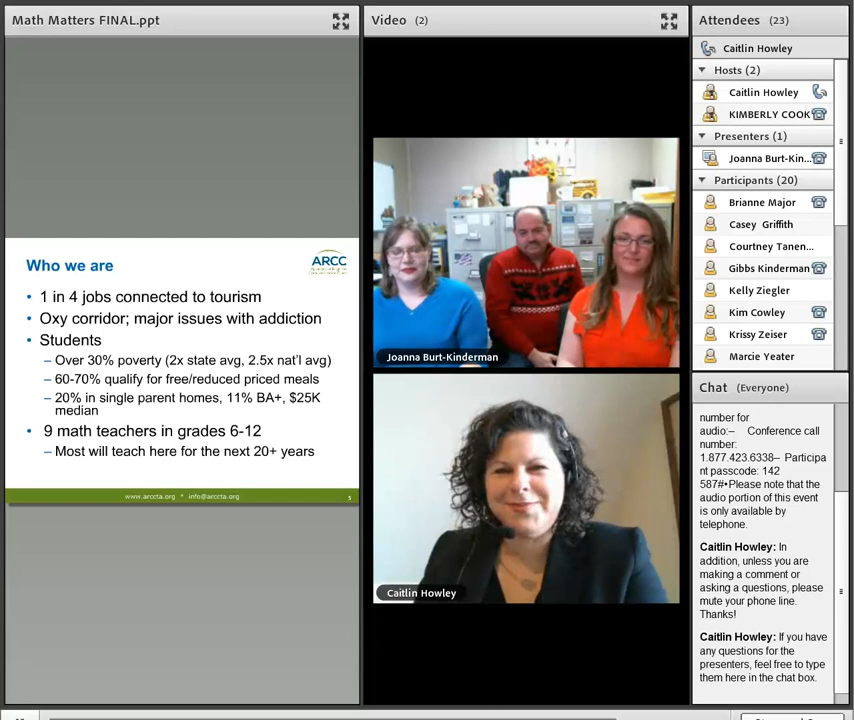 Math Matters FINAL.ppt
Who we are
ARCC
• 1 in 4 jobs connected to tourism
• Oxy corridor; major issues with addiction
• Students
– Over 30% poverty (2x state avg, 2.5x nat'l avg)
– 60-70% qualify for free/reduced priced meals
– 20% in single parent homes, 11% BA+, $25K
median
• 9 math teachers in grades 6-12
– Most will teach here for the next 20+ years
www.arccta.org * info@arccta.org
Video (2)
Joanna Burt-Kinderman
Caitlin Howley
Attendees (23)
Caitlin Howley
Hosts (2)
Caitlin Howley
KIMBERLY COOK
Presenters (1)
Joanna Burt-Kin...
Participants (20)
Brianne Major
Casey Griffith
Courtney Tanen...
Gibbs Kinderman
Kelly Ziegler
Kim Cowley
Krissy Zeiser
Marcie Yeater
Chat (Everyone)
number for
audio:– Conference call
number:
1.877.423.6338– Participa
nt passcode: 142
587#•Please note that the
audio portion of this event
is only available by
telephone.
Caitlin Howley: In
addition, unless you are
making a comment or
asking a questions, please
mute your phone line.
Thanks!
Caitlin Howley: If you have
any questions for the
presenters, feel free to type
them here in the chat box.